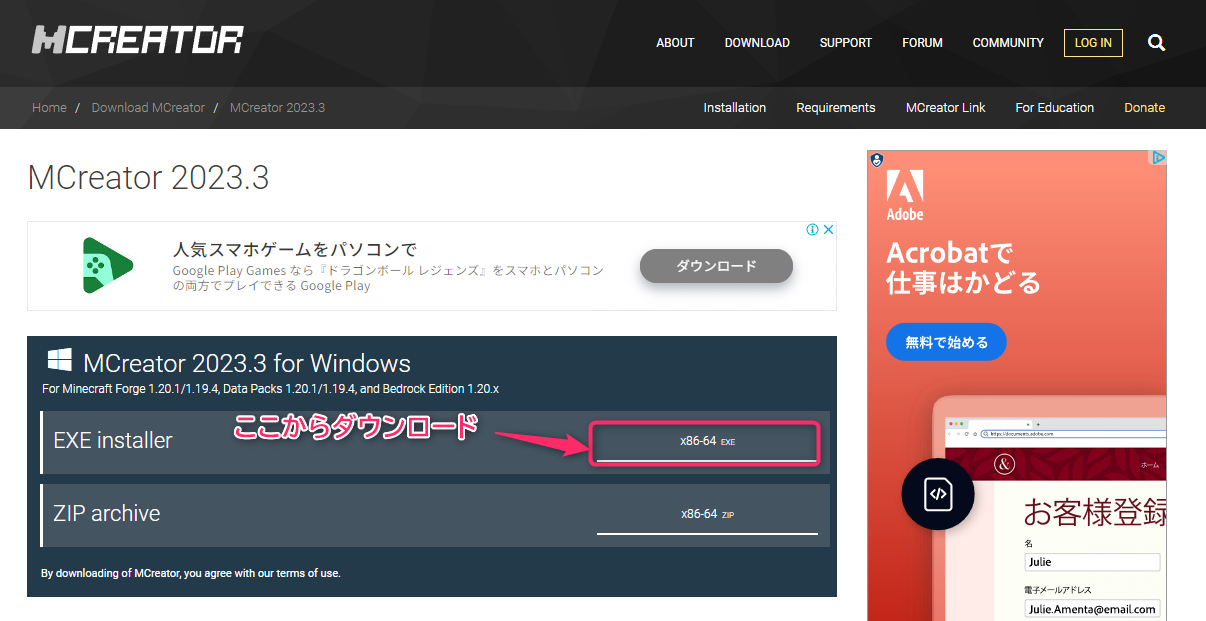 MCREATOR
ABOUT DOWNLOAD SUPPORT FORUM COMMUNITY LOG IN
Home / Download MCreator / MCreator 2023.3
Installation Requirements MCreator Link For Education Donate
MCreator 2023.3
人気スマホゲームをパソコンで
Google Play Games なら『ドラゴンボール レジェンズ』をスマホとパソコン
の両方でプレイできる Google Play
ダウンロード
MCreator 2023.3 for Windows
For Minecraft Forge 1.20.1/1.19.4, Data Packs 1.20.1/1.19.4, and Bedrock Edition 1.20.x
ここからダウンロード
EXE installer
x86-64 EXE
ZIP archive
x86-64 ZIP
By downloading of MCreator, you agree with our terms of use.
Adobe
Acrobatで
仕事はかどる
無料で始める
https://documents.adobe.com
&
ホーム
</>
お客様登録
名
Julie
電子メールアドレス
Julie.Amenta@email.com